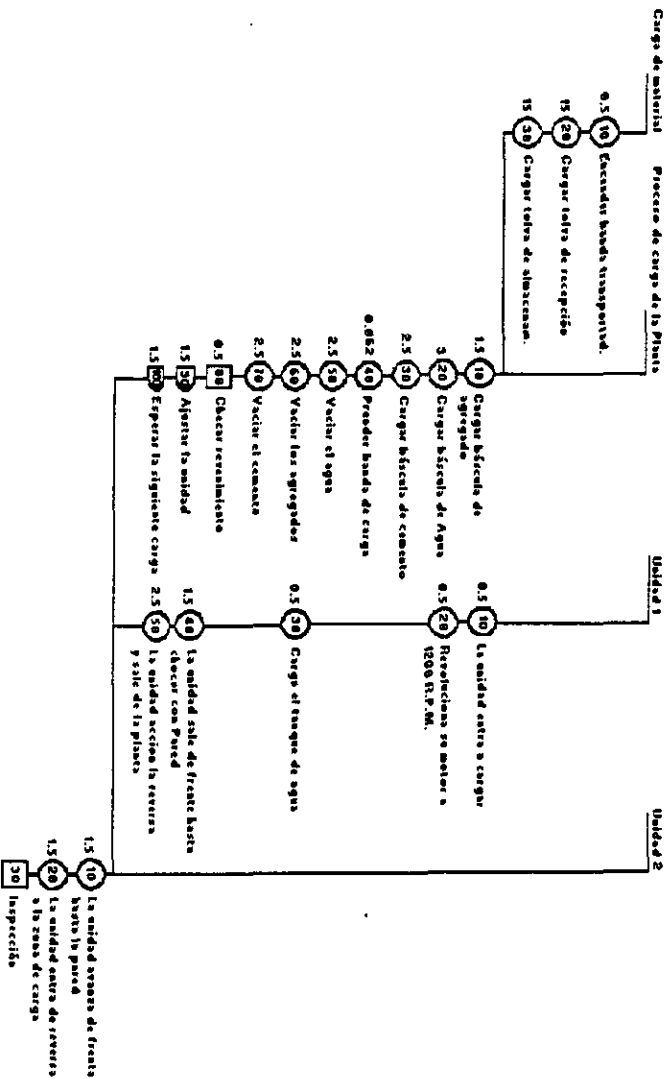 Carga de material
0.5 10 Encender banda transportad.
15 20 Cargar tolva de recepción
15 30 Cargar tolva de almacenam.
Proceso de carga de la Planta
1.5 10 Cargar báscula de
agregado
3 20 Cargar báscula de Agua
2.5 30 Cargar báscula de cemento
0.062 40 Prender banda de carga
2.5 50 Vaciar el agua
2.5 60 Vaciar los agregados
2.5 70 Vaciar el cemento
0.5 80 Checar revenimiento
1.5 90 Ajustar la unidad
1.5 100 Esperar la siguiente carga
Unidad 1
0.5 10 La unidad entra a cargar
0.5 20 Revoluciona su motor a
1200 R.P.M.
0.5 30 Carga el tanque de agua
1.5 40 La unidad sale de frente hasta
checar con Pared
2.5 50 La unidad accion la reversa
y sale de la planta
Unidad 2
1.5 10 La unidad avanza de frente
hasta la pared
1.5 20 La unidad entra de reversa
a la zona de carga
30 Inspección